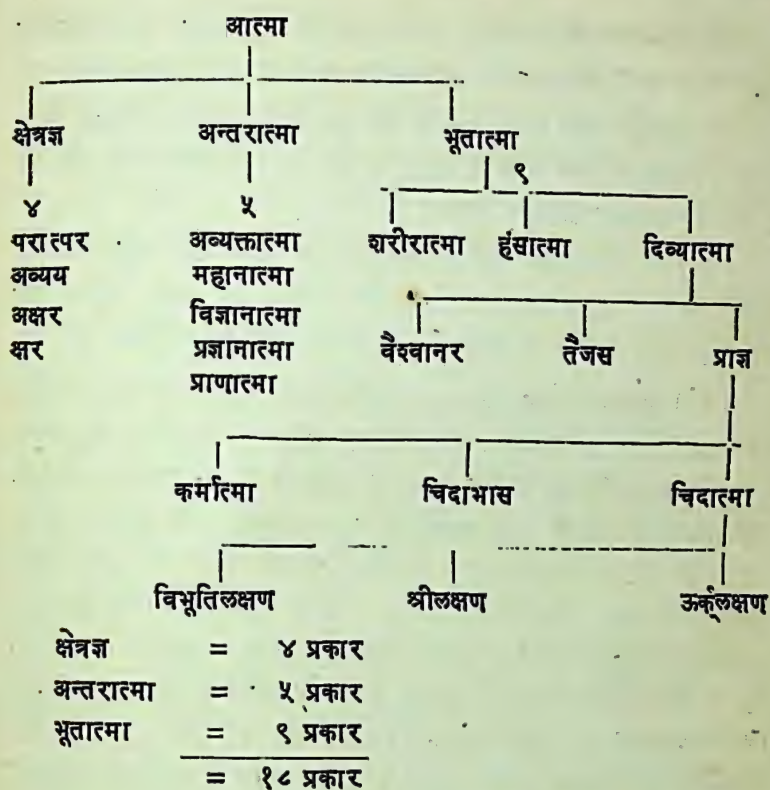 आत्मा
क्षेत्रज्ञ अन्तरात्मा भूतात्मा
४ ५ ९
परात्पर अव्यक्तात्मा शरीरात्मा हंसात्मा दिव्यात्मा
अव्यय महानात्मा
अक्षर विज्ञानात्मा
क्षर प्रज्ञानात्मा वैश्वानर तैजस प्राज्ञ
प्राणात्मा
कर्मात्मा चिदाभास चिदात्मा
विभूतिलक्षण श्रीलक्षण ऊर्क्लक्षण
क्षेत्रज्ञ = ४ प्रकार
अन्तरात्मा = ५ प्रकार
भूतात्मा = ९ प्रकार
= १८ प्रकार